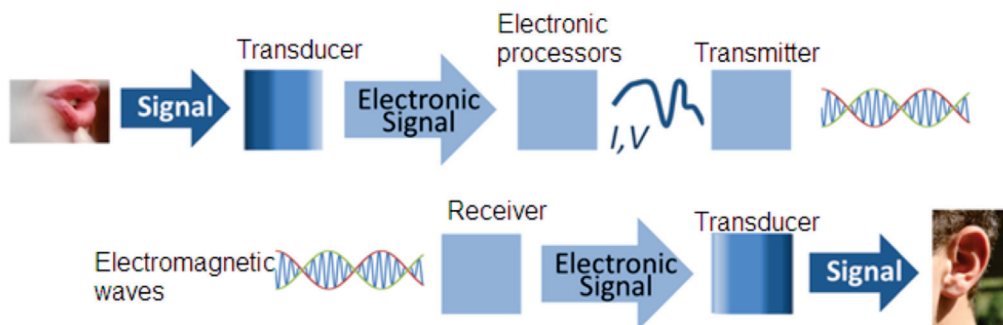 Electronic
processors
Transducer
Transmitter
Signal
Electronic
Signal
I,V
Receiver
Transducer
Electromagnetic
waves
Electronic
Signal
Signal